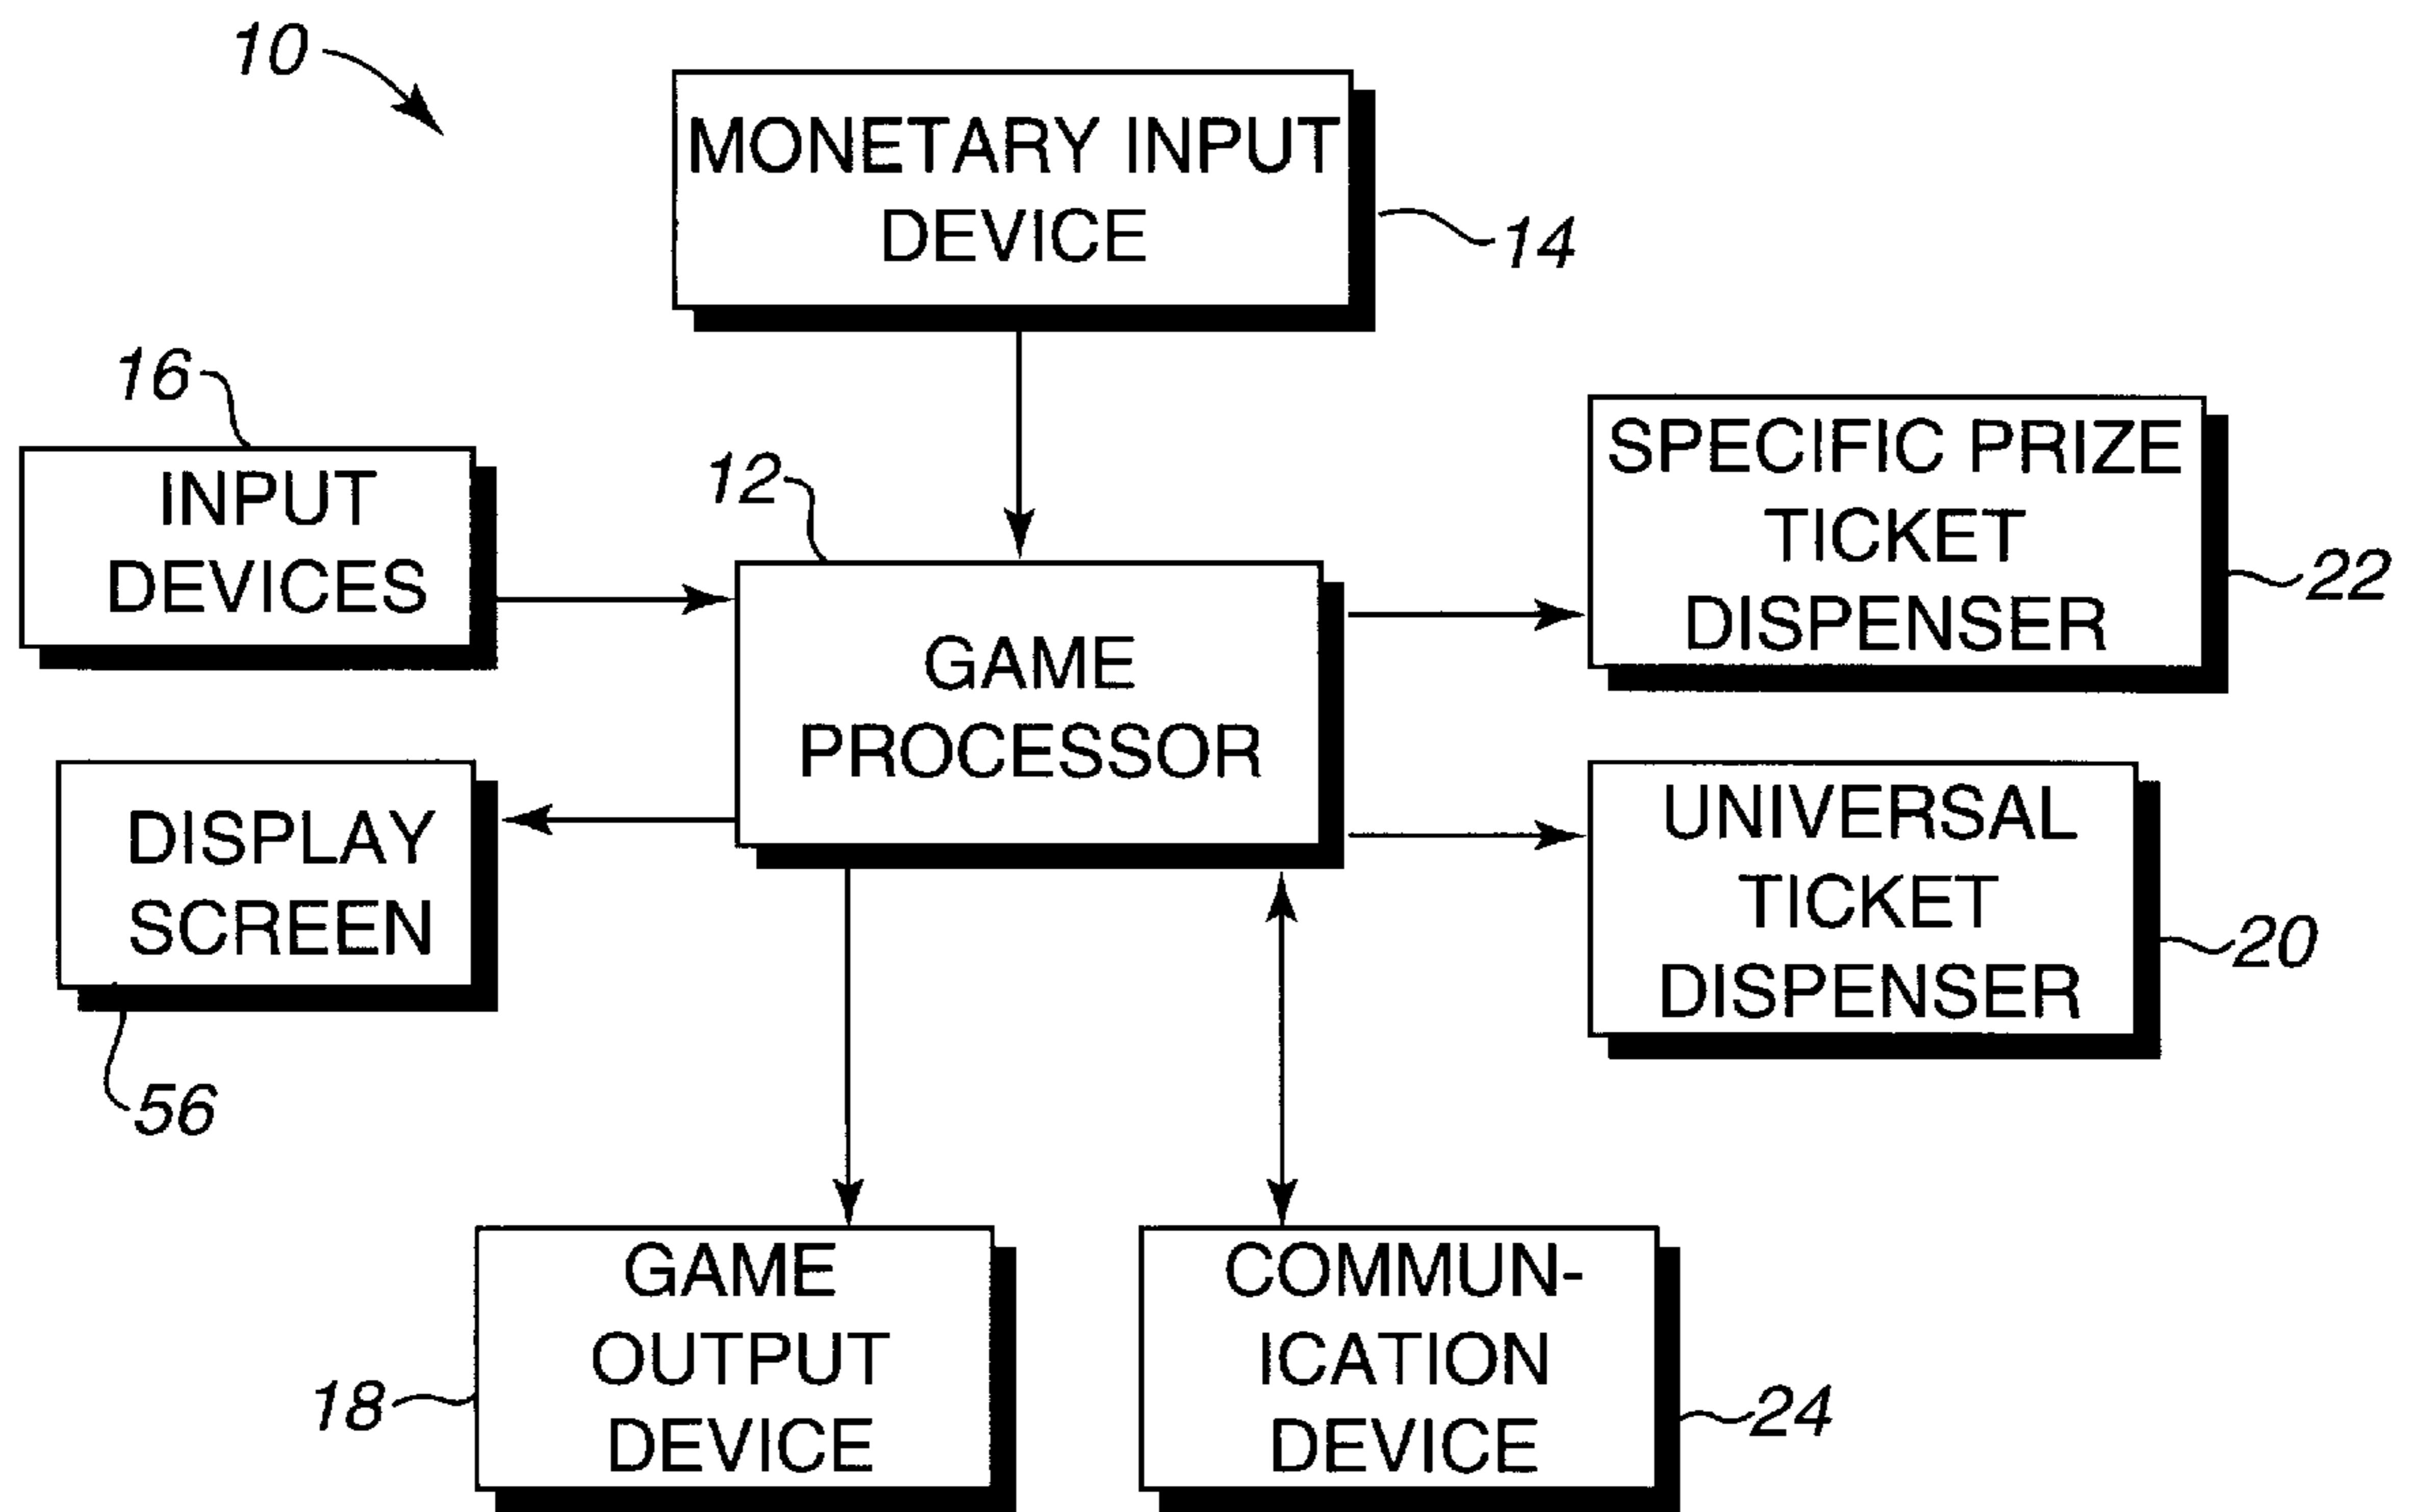 10
MONETARY INPUT
DEVICE
14
16
INPUT
DEVICES
12
GAME
PROCESSOR
SPECIFIC PRIZE
TICKET
DISPENSER
22
DISPLAY
SCREEN
56
UNIVERSAL
TICKET
DISPENSER
20
GAME
OUTPUT
DEVICE
18
COMMUN-
ICATION
DEVICE
24